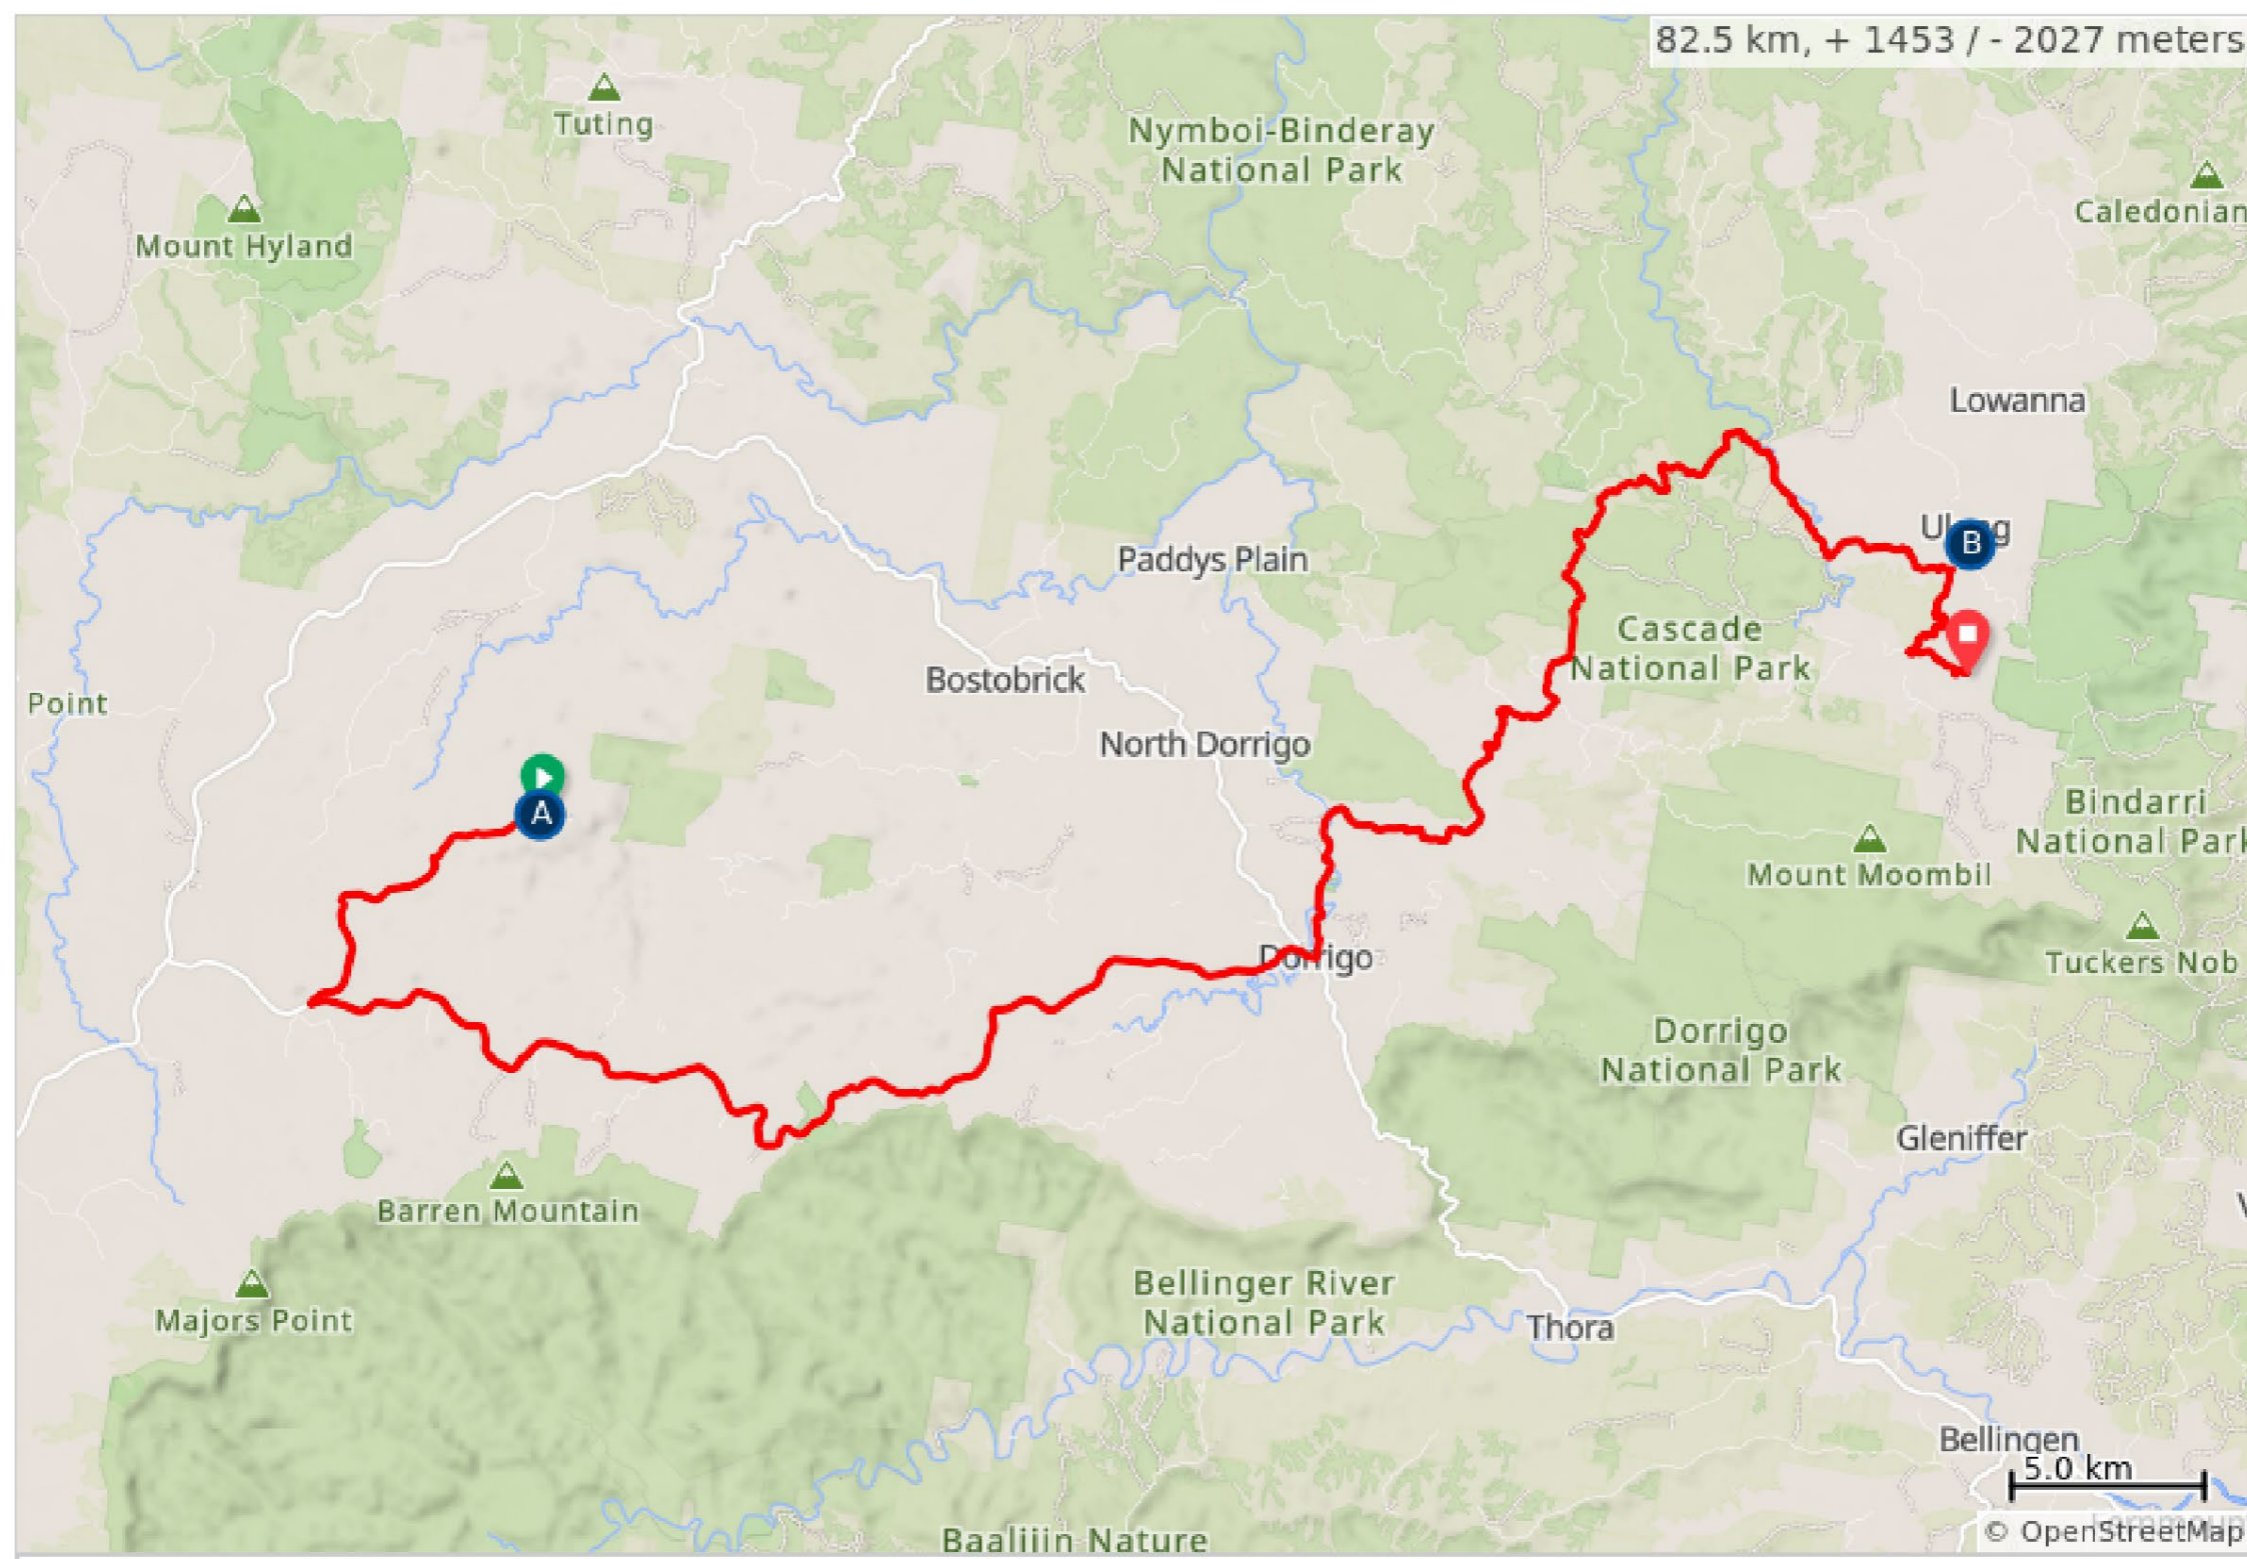 82.5 km, + 1453 / - 2027 meters
Tuting
Nymboi-Binderay
National Park
Caledonian
Mount Hyland
Lowanna
B
Paddys Plain
Cascade
National Park
Bostobrick
Point
North Dorrigo
A
Bindarri
National Park
Mount Moombil
Dorrigo
Tuckers Nob
Dorrigo
National Park
Gleniffer
Barren Mountain
Bellinger River
National Park
Majors Point
Thora
Bellingen
5.0 km
© OpenStreetMap
Baaliijin Nature